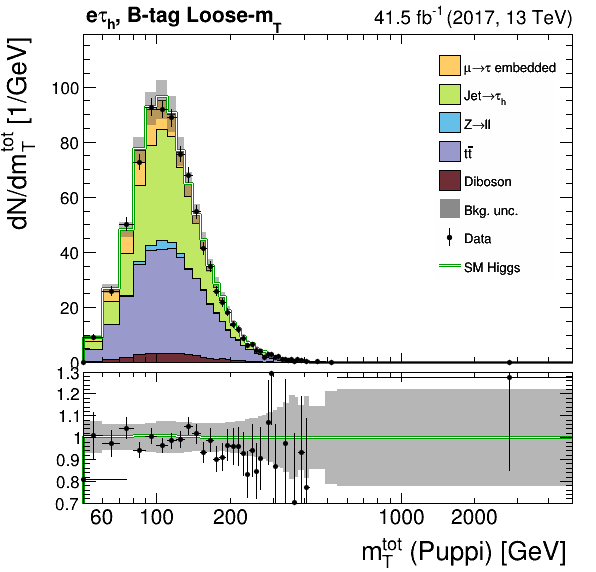 eτh, B-tag Loose-mT
41.5 fb-1 (2017, 13 TeV)
dN/dmTtot [1/GeV]
100
80
60
40
20
0
μ→τ embedded
Jet→τh
Z→ll
tt̄
Diboson
Bkg. unc.
Data
SM Higgs
1.3
1.2
1.1
1
0.9
0.8
0.7
60 100 200 1000 2000
mTtot (Puppi) [GeV]